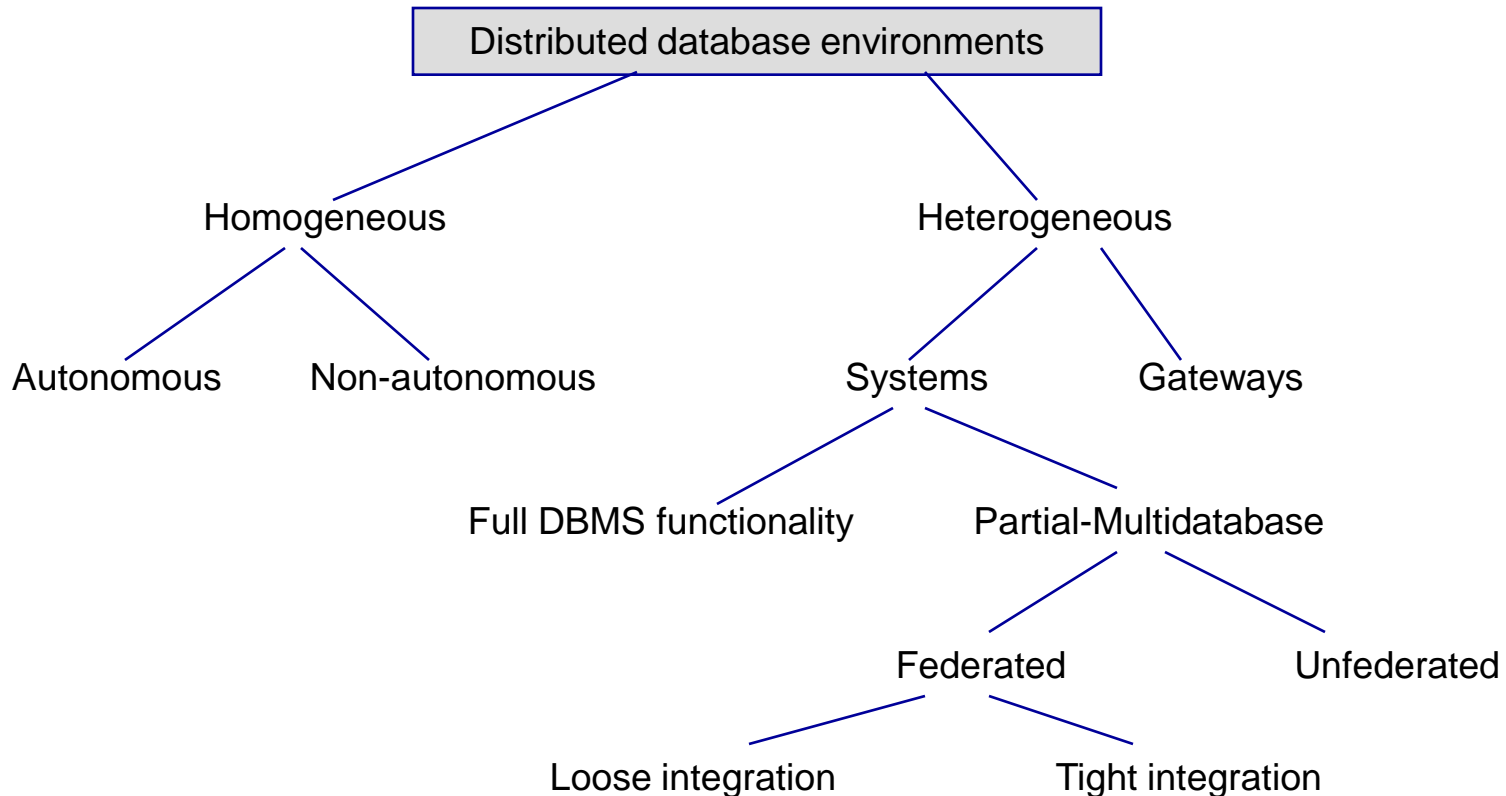 Distributed database environments
Homogeneous
Heterogeneous
Autonomous
Non-autonomous
Systems
Gateways
Full DBMS functionality
Partial-Multidatabase
Federated
Unfederated
Loose integration
Tight integration